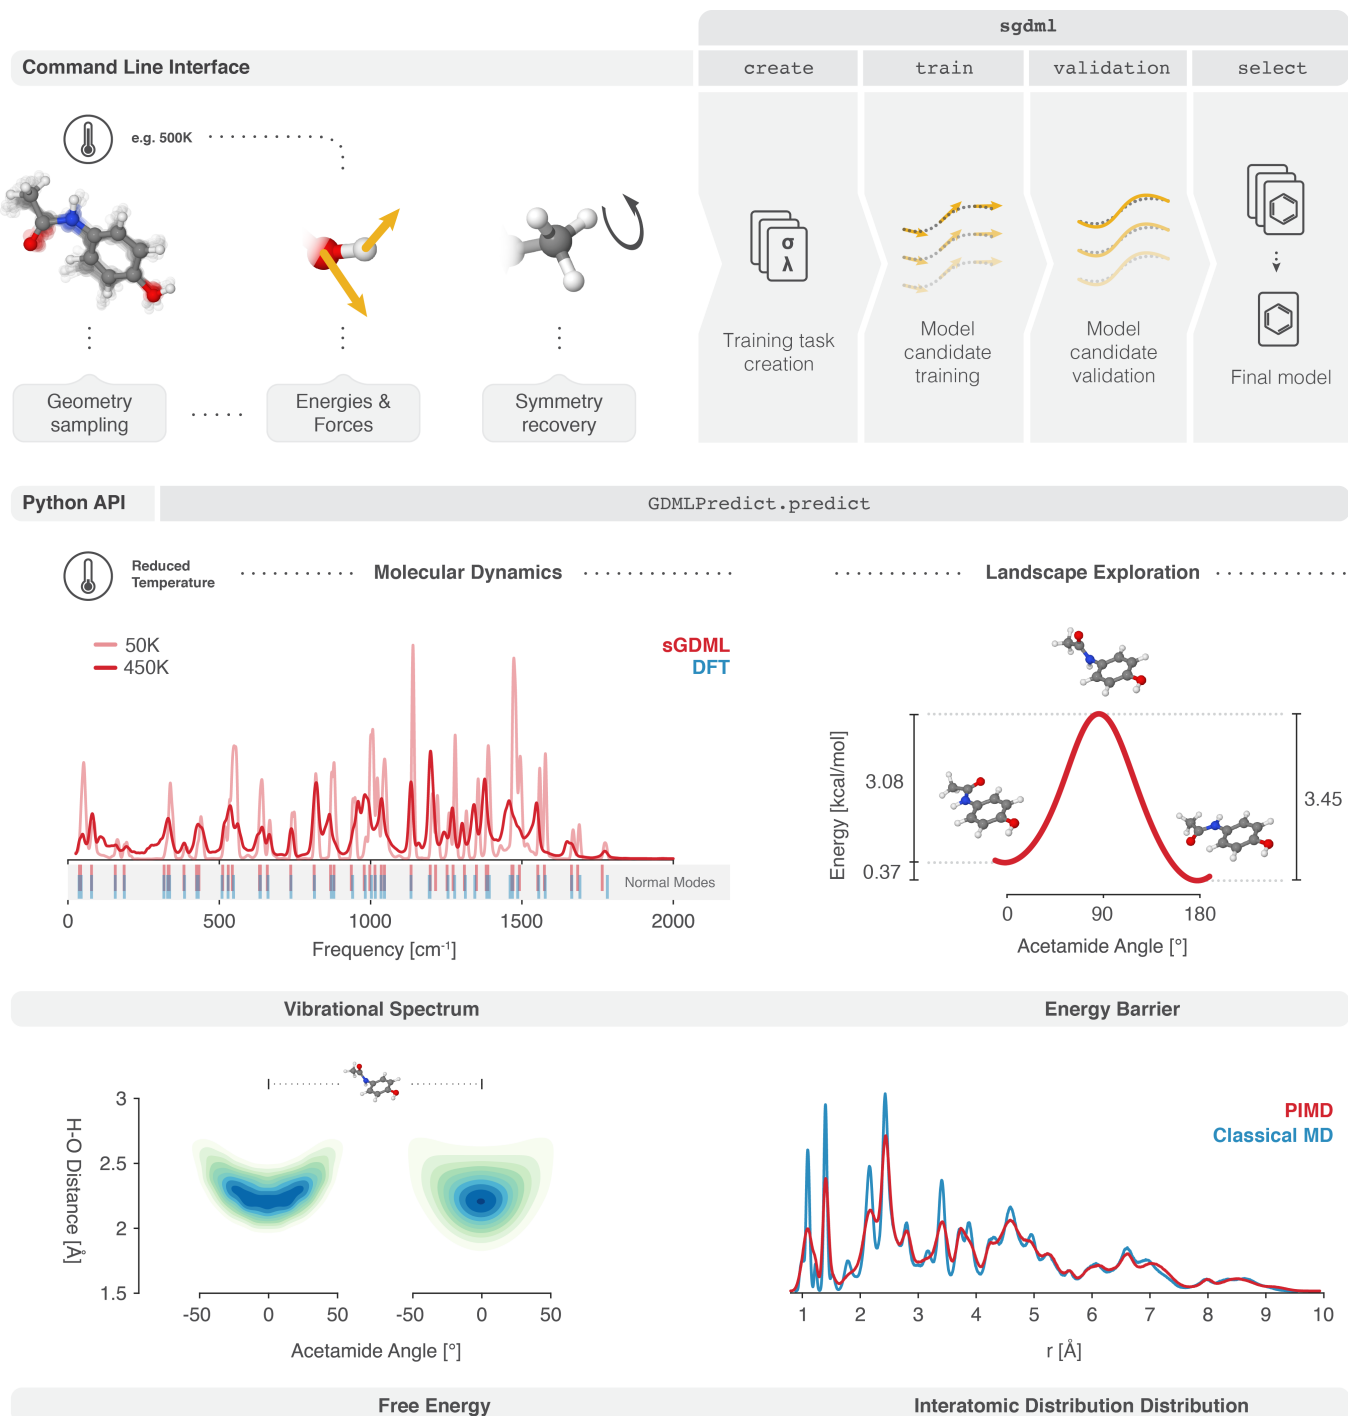 sgdml
Command Line Interface
create
train
validation
select
e.g. 500K
σ
λ
Training task
creation
Model
candidate
training
Model
candidate
validation
Final model
Geometry
sampling
Energies &
Forces
Symmetry
recovery
Python API
GDMLPredict.predict
Reduced
Temperature
Molecular Dynamics
Landscape Exploration
50K
450K
sGDML
DFT
Normal Modes
0
500
1000
1500
2000
Frequency [cm⁻¹]
Energy [kcal/mol]
3.08
0.37
3.45
0
90
180
Acetamide Angle [°]
Vibrational Spectrum
Energy Barrier
H-O Distance [Å]
3
2.5
2
1.5
-50
0
50
-50
0
50
Acetamide Angle [°]
PIMD
Classical MD
1
2
3
4
5
6
7
8
9
10
r [Å]
Free Energy
Interatomic Distribution Distribution